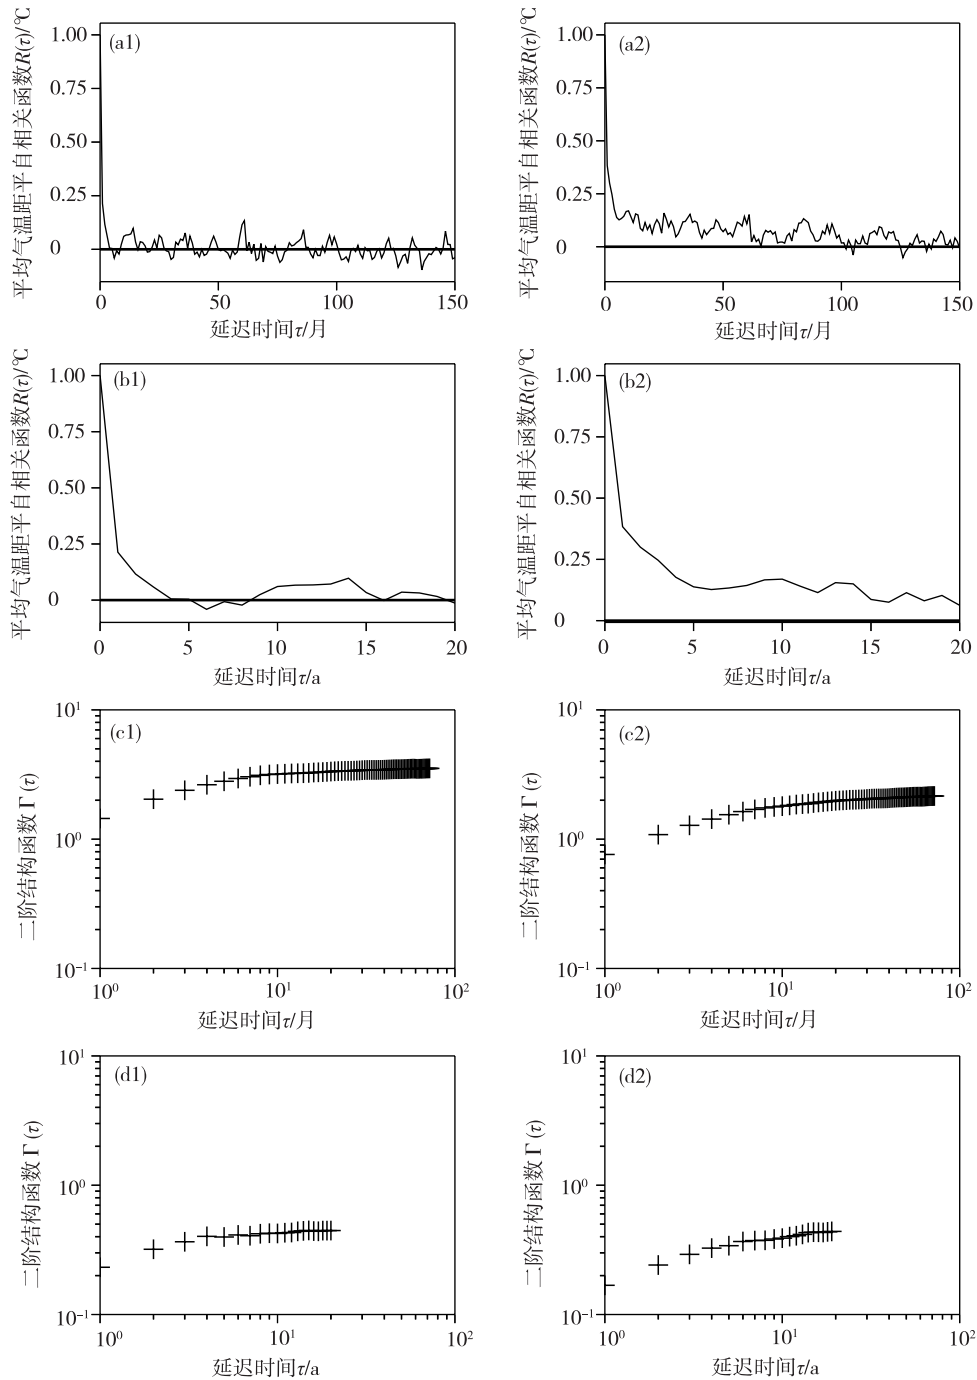 平均气温距平自相关函数R(τ)/℃
(a1)
1.00
0.75
0.50
0.25
0
0
50
100
150
延迟时间τ/月
平均气温距平自相关函数R(τ)/℃
(a2)
1.00
0.75
0.50
0.25
0
0
50
100
150
延迟时间τ/月
平均气温距平自相关函数R(τ)/℃
(b1)
1.00
0.75
0.50
0.25
0
0
5
10
15
20
延迟时间τ/a
平均气温距平自相关函数R(τ)/℃
(b2)
1.00
0.75
0.50
0.25
0
0
5
10
15
20
延迟时间τ/a
二阶结构函数Γ(τ)
(c1)
10¹
10⁰
10⁻¹
10⁰
10¹
10²
延迟时间τ/月
二阶结构函数Γ(τ)
(c2)
10¹
10⁰
10⁻¹
10⁰
10¹
10²
延迟时间τ/月
二阶结构函数Γ(τ)
(d1)
10¹
10⁰
10⁻¹
10⁰
10¹
10²
延迟时间τ/a
二阶结构函数Γ(τ)
(d2)
10¹
10⁰
10⁻¹
10⁰
10¹
10²
延迟时间τ/a